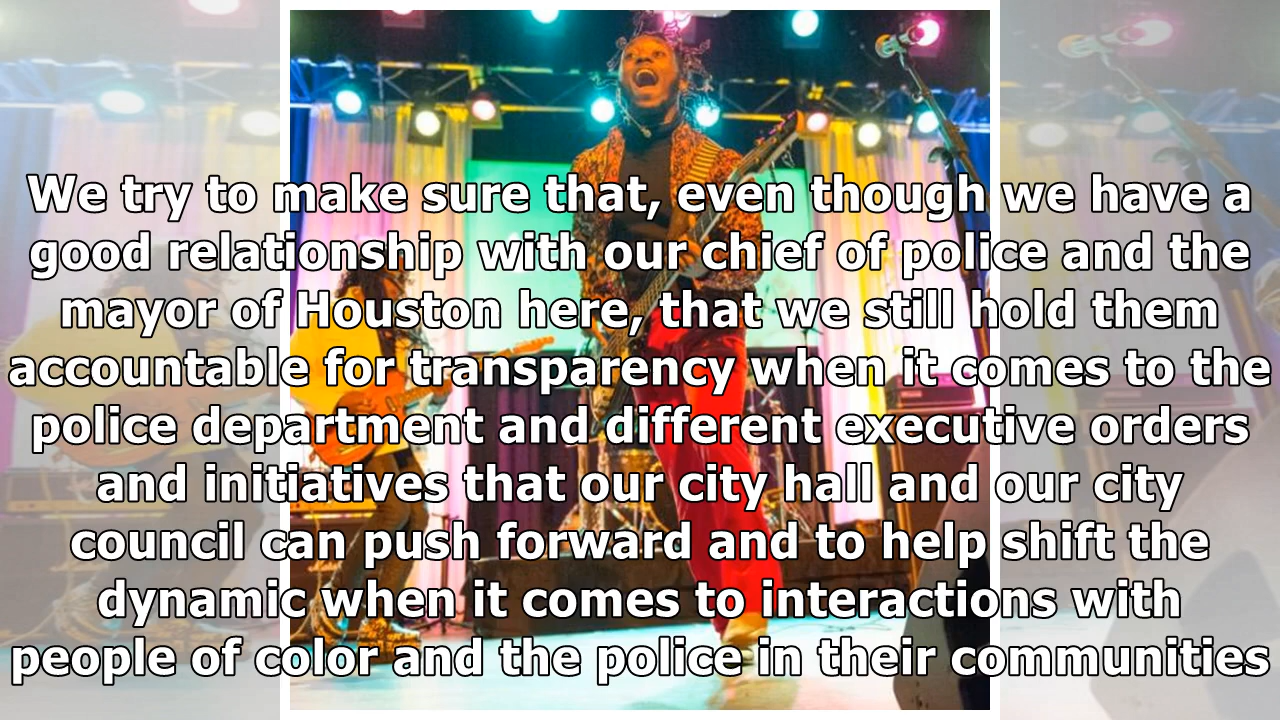 We try to make sure that, even though we have a
good relationship with our chief of police and the
mayor of Houston here, that we still hold them
accountable for transparency when it comes to the
police department and different executive orders
and initiatives that our city hall and our city
council can push forward and to help shift the
dynamic when it comes to interactions with
people of color and the police in their communities